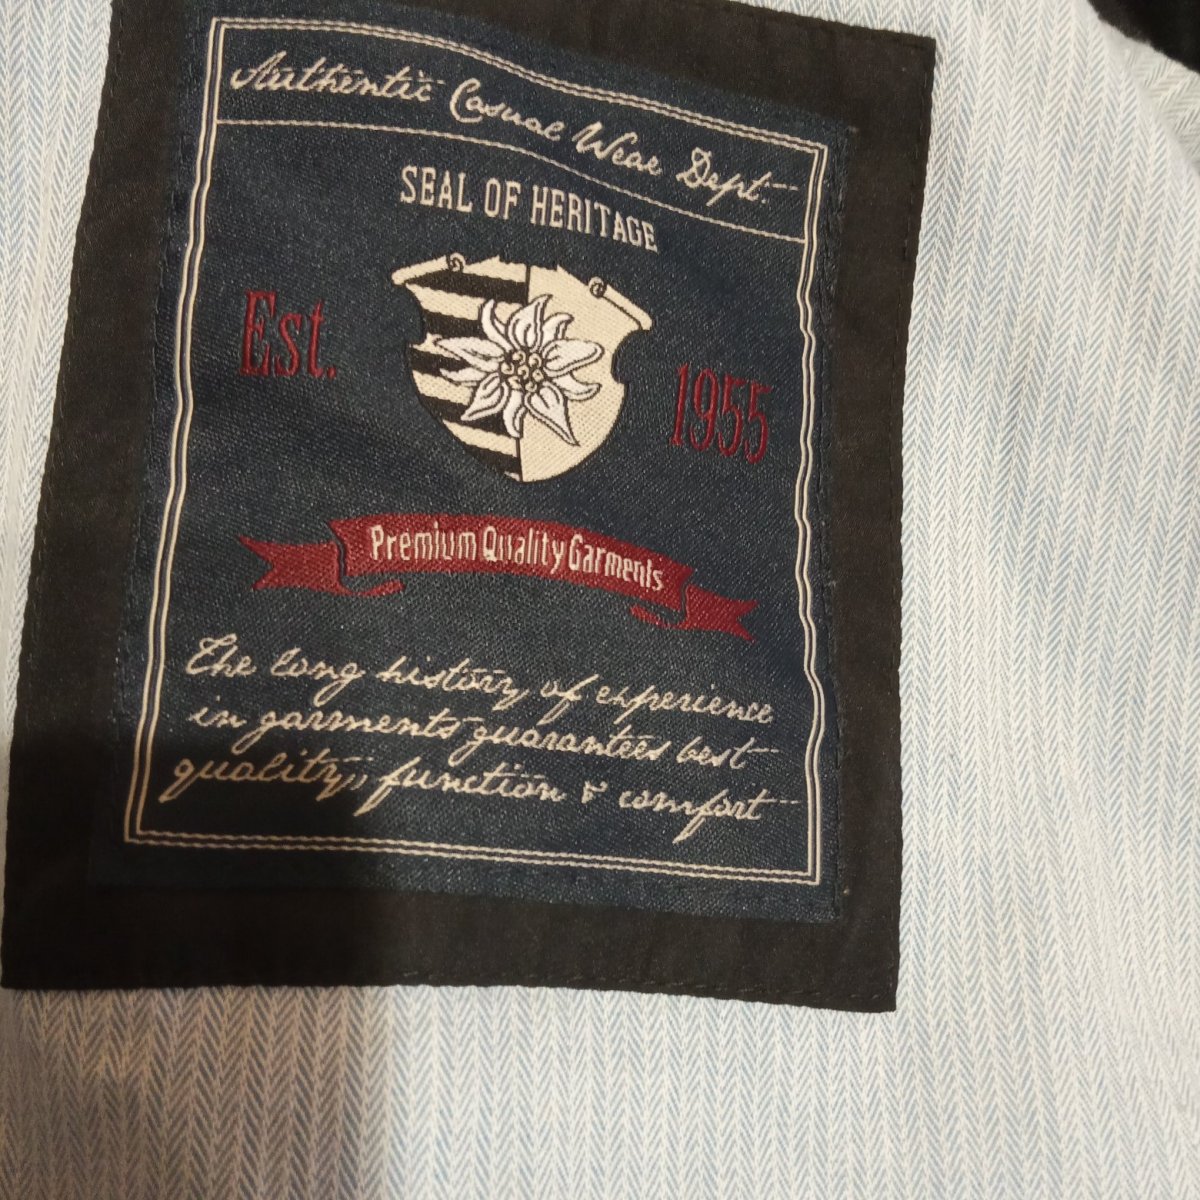 Authentic Casual Wear Dept.
SEAL OF HERITAGE
Est. 1955
Premium Quality Garments
The long history of experience
in garments guarantees best
quality, function & comfort